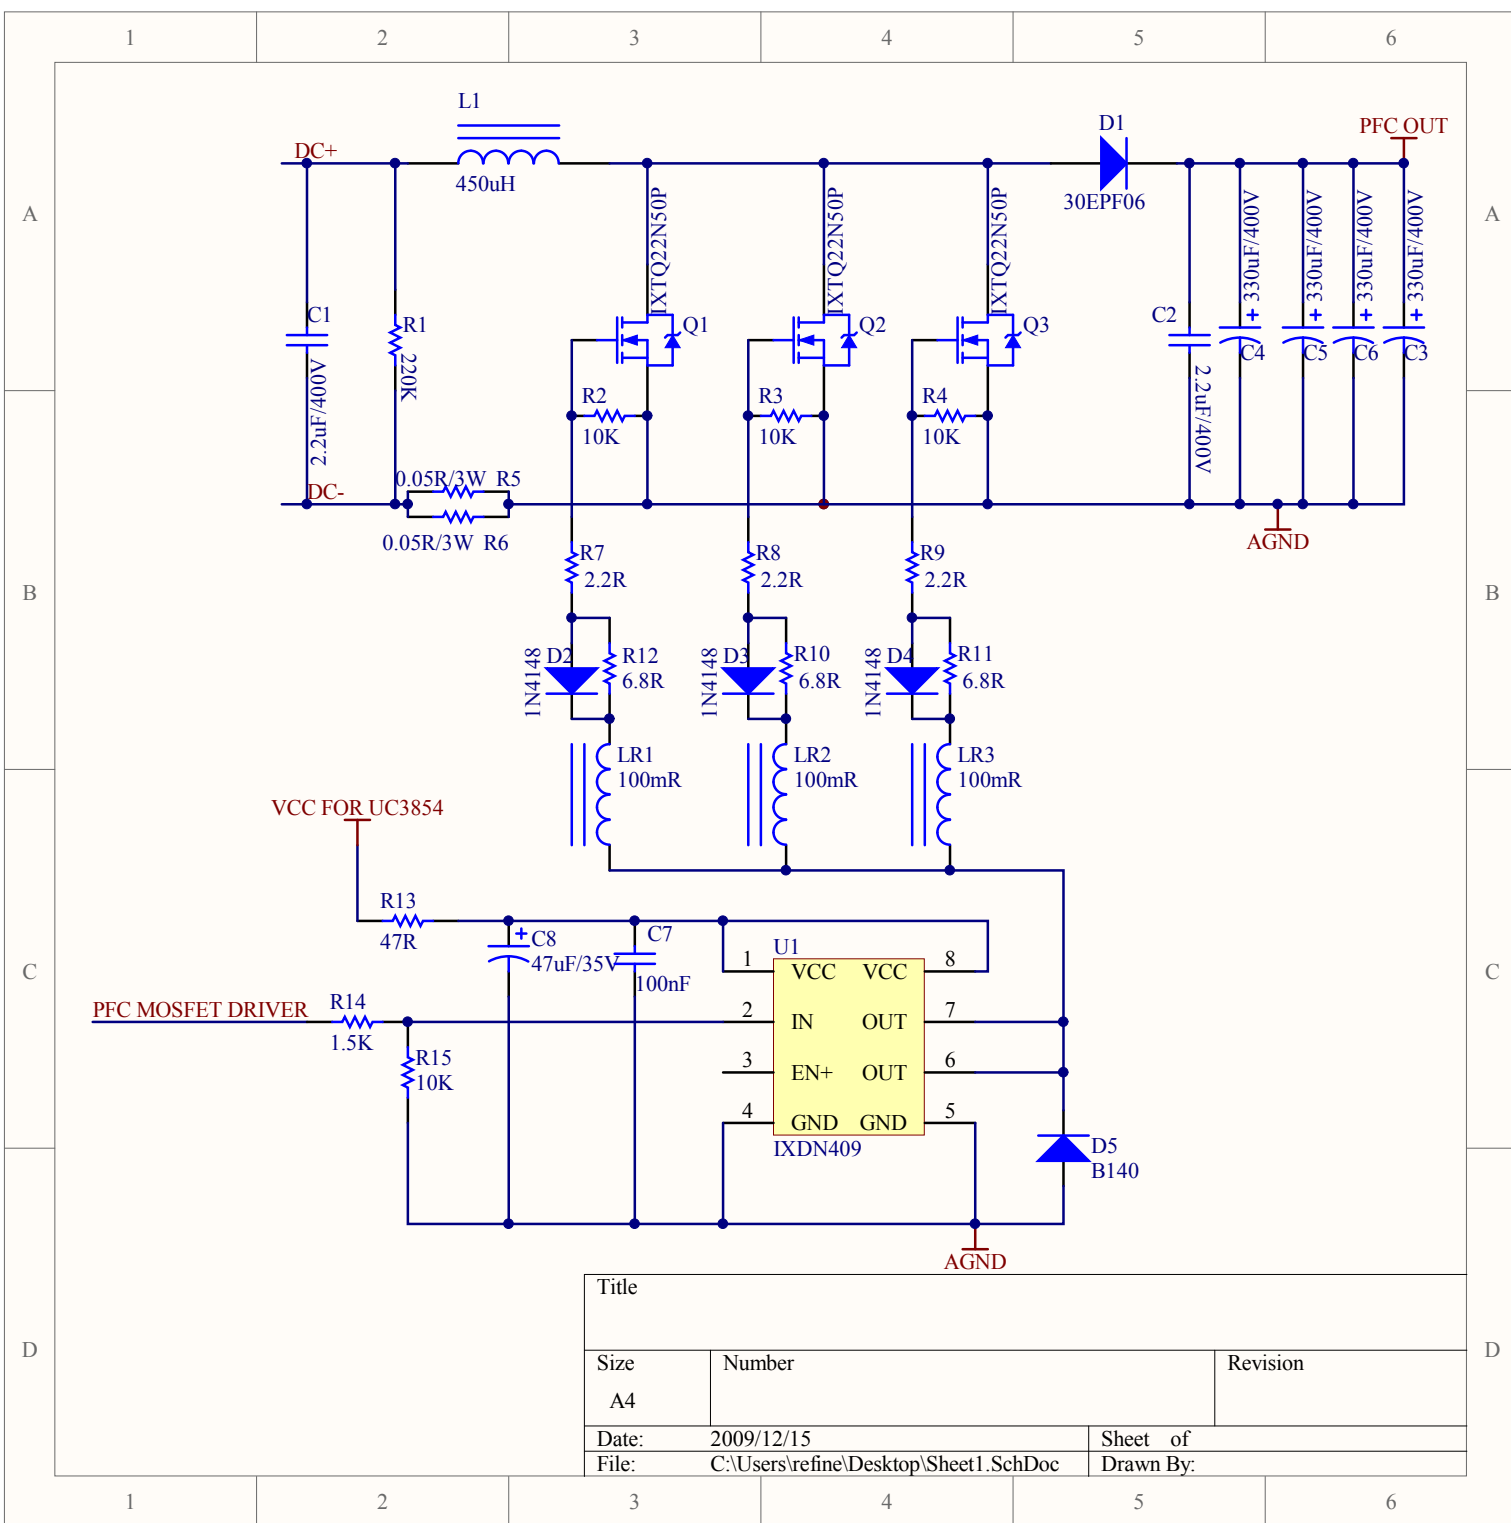 1 2 3 4 5 6
A A
B B
C C
D D
L1
450uH
DC+
D1
30EPF06
PFC OUT
IXTQ22N50P
IXTQ22N50P
IXTQ22N50P
330uF/400V
330uF/400V
330uF/400V
330uF/400V
C1
2.2uF/400V
R1
220K
Q1
Q2
Q3
C2
2.2uF/400V
+
C4
+
C5
+
C6
+
C3
R2
10K
R3
10K
R4
10K
DC-
0.05R/3W R5
0.05R/3W R6
AGND
R7
2.2R
R8
2.2R
R9
2.2R
1N4148
D2
R12
6.8R
1N4148
D3
R10
6.8R
1N4148
D4
R11
6.8R
LR1
100mR
LR2
100mR
LR3
100mR
VCC FOR UC3854
R13
47R
+
C8
47uF/35V
C7
100nF
U1
1 VCC VCC 8
2 IN OUT 7
3 EN+ OUT 6
4 GND GND 5
IXDN409
PFC MOSFET DRIVER
R14
1.5K
R15
10K
D5
B140
AGND
Title
Size
A4
Number
Revision
Date: 2009/12/15
Sheet of
File: C:\Users\refine\Desktop\Sheet1.SchDoc
Drawn By:
1 2 3 4 5 6